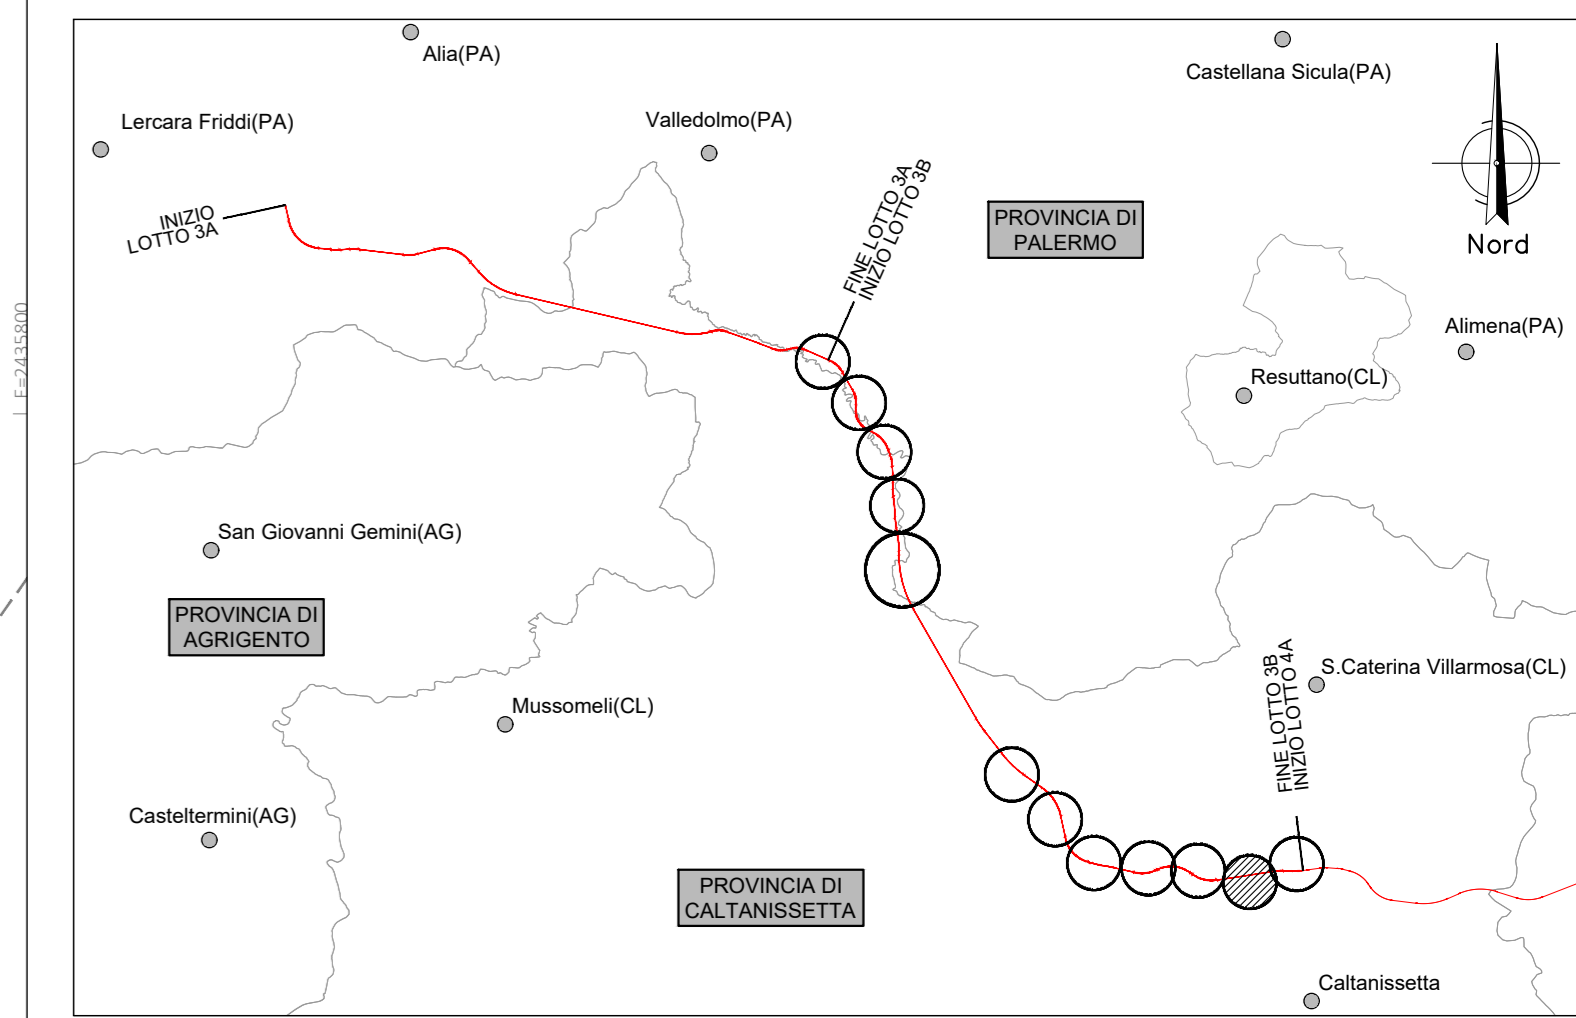 Alia(PA)
Castellana Sicula(PA)
Lercara Friddi(PA)
Valledolmo(PA)
INIZIO
LOTTO 3A
FINE LOTTO 3A
INIZIO LOTTO 3B
PROVINCIA DI
PALERMO
Nord
E=2435800
Alimena(PA)
Resuttano(CL)
San Giovanni Gemini(AG)
PROVINCIA DI
AGRIGENTO
S.Caterina Villarmosa(CL)
FINE LOTTO 3B
INIZIO LOTTO 4A
Mussomeli(CL)
Casteltermini(AG)
PROVINCIA DI
CALTANISSETTA
Caltanissetta